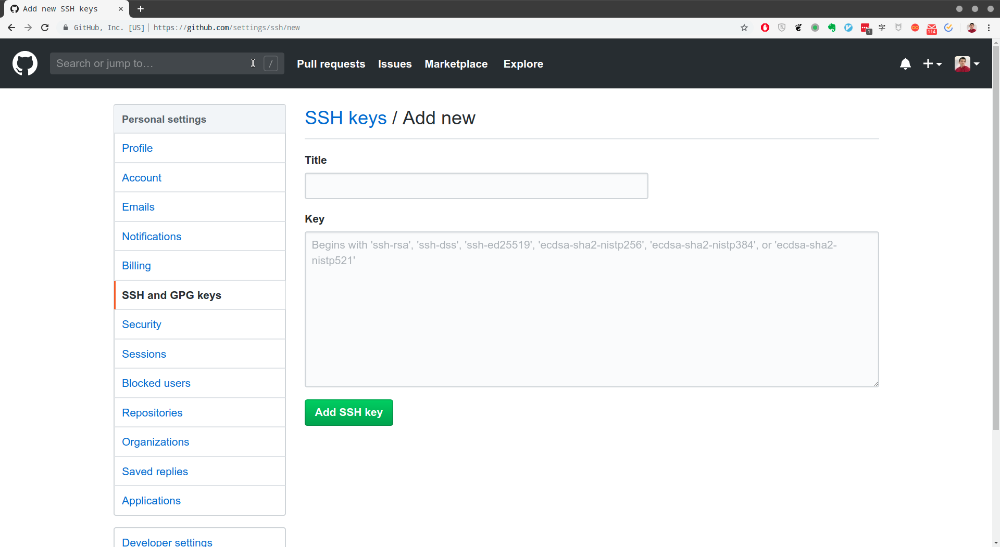 Add new SSH keys
GitHub, Inc. [US] | https://github.com/settings/ssh/new
1
字
114
Search or jump to…
/
Pull requests Issues Marketplace Explore
Personal settings
Profile
Account
Emails
Notifications
Billing
SSH and GPG keys
Security
Sessions
Blocked users
Repositories
Organizations
Saved replies
Applications
Developer settings
SSH keys / Add new
Title
Key
Begins with 'ssh-rsa', 'ssh-dss', 'ssh-ed25519', 'ecdsa-sha2-nistp256', 'ecdsa-sha2-nistp384', or 'ecdsa-sha2-
nistp521'
Add SSH key